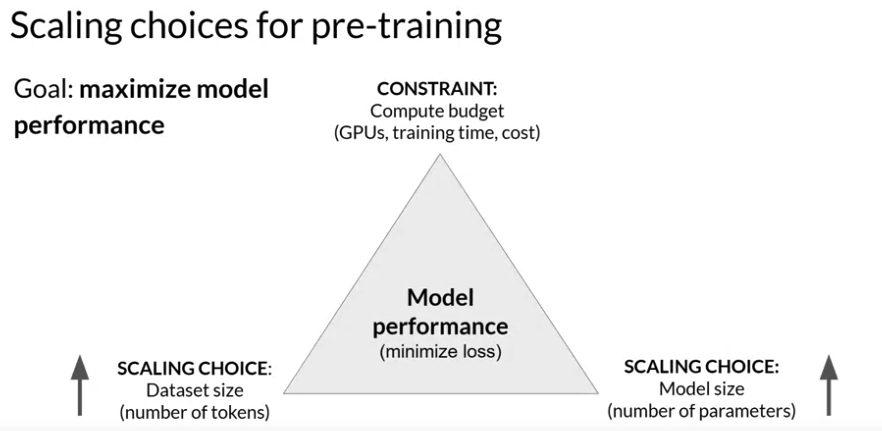 Scaling choices for pre-training
Goal: maximize model
performance
CONSTRAINT:
Compute budget
(GPUs, training time, cost)
Model
performance
(minimize loss)
SCALING CHOICE:
Dataset size
(number of tokens)
SCALING CHOICE:
Model size
(number of parameters)